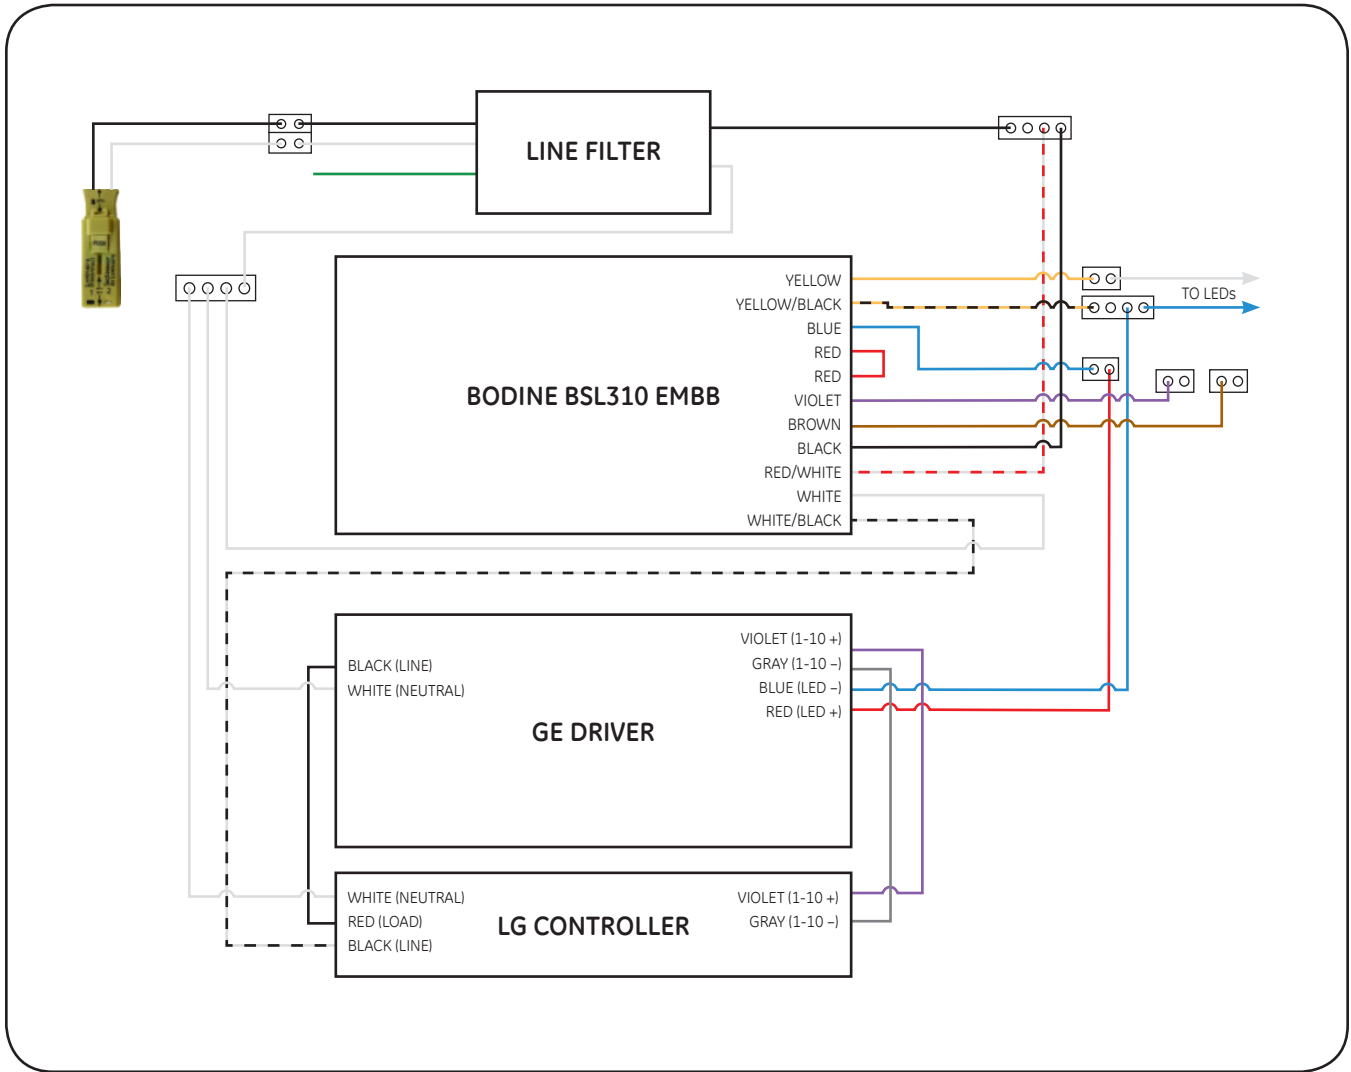 LINE FILTER
TO LEDs
BODINE BSL310 EMBB
YELLOW
YELLOW/BLACK
BLUE
RED
RED
VIOLET
BROWN
BLACK
RED/WHITE
WHITE
WHITE/BLACK
GE DRIVER
BLACK (LINE)
WHITE (NEUTRAL)
VIOLET (1-10 +)
GRAY (1-10 –)
BLUE (LED –)
RED (LED +)
LG CONTROLLER
WHITE (NEUTRAL)
RED (LOAD)
BLACK (LINE)
VIOLET (1-10 +)
GRAY (1-10 –)